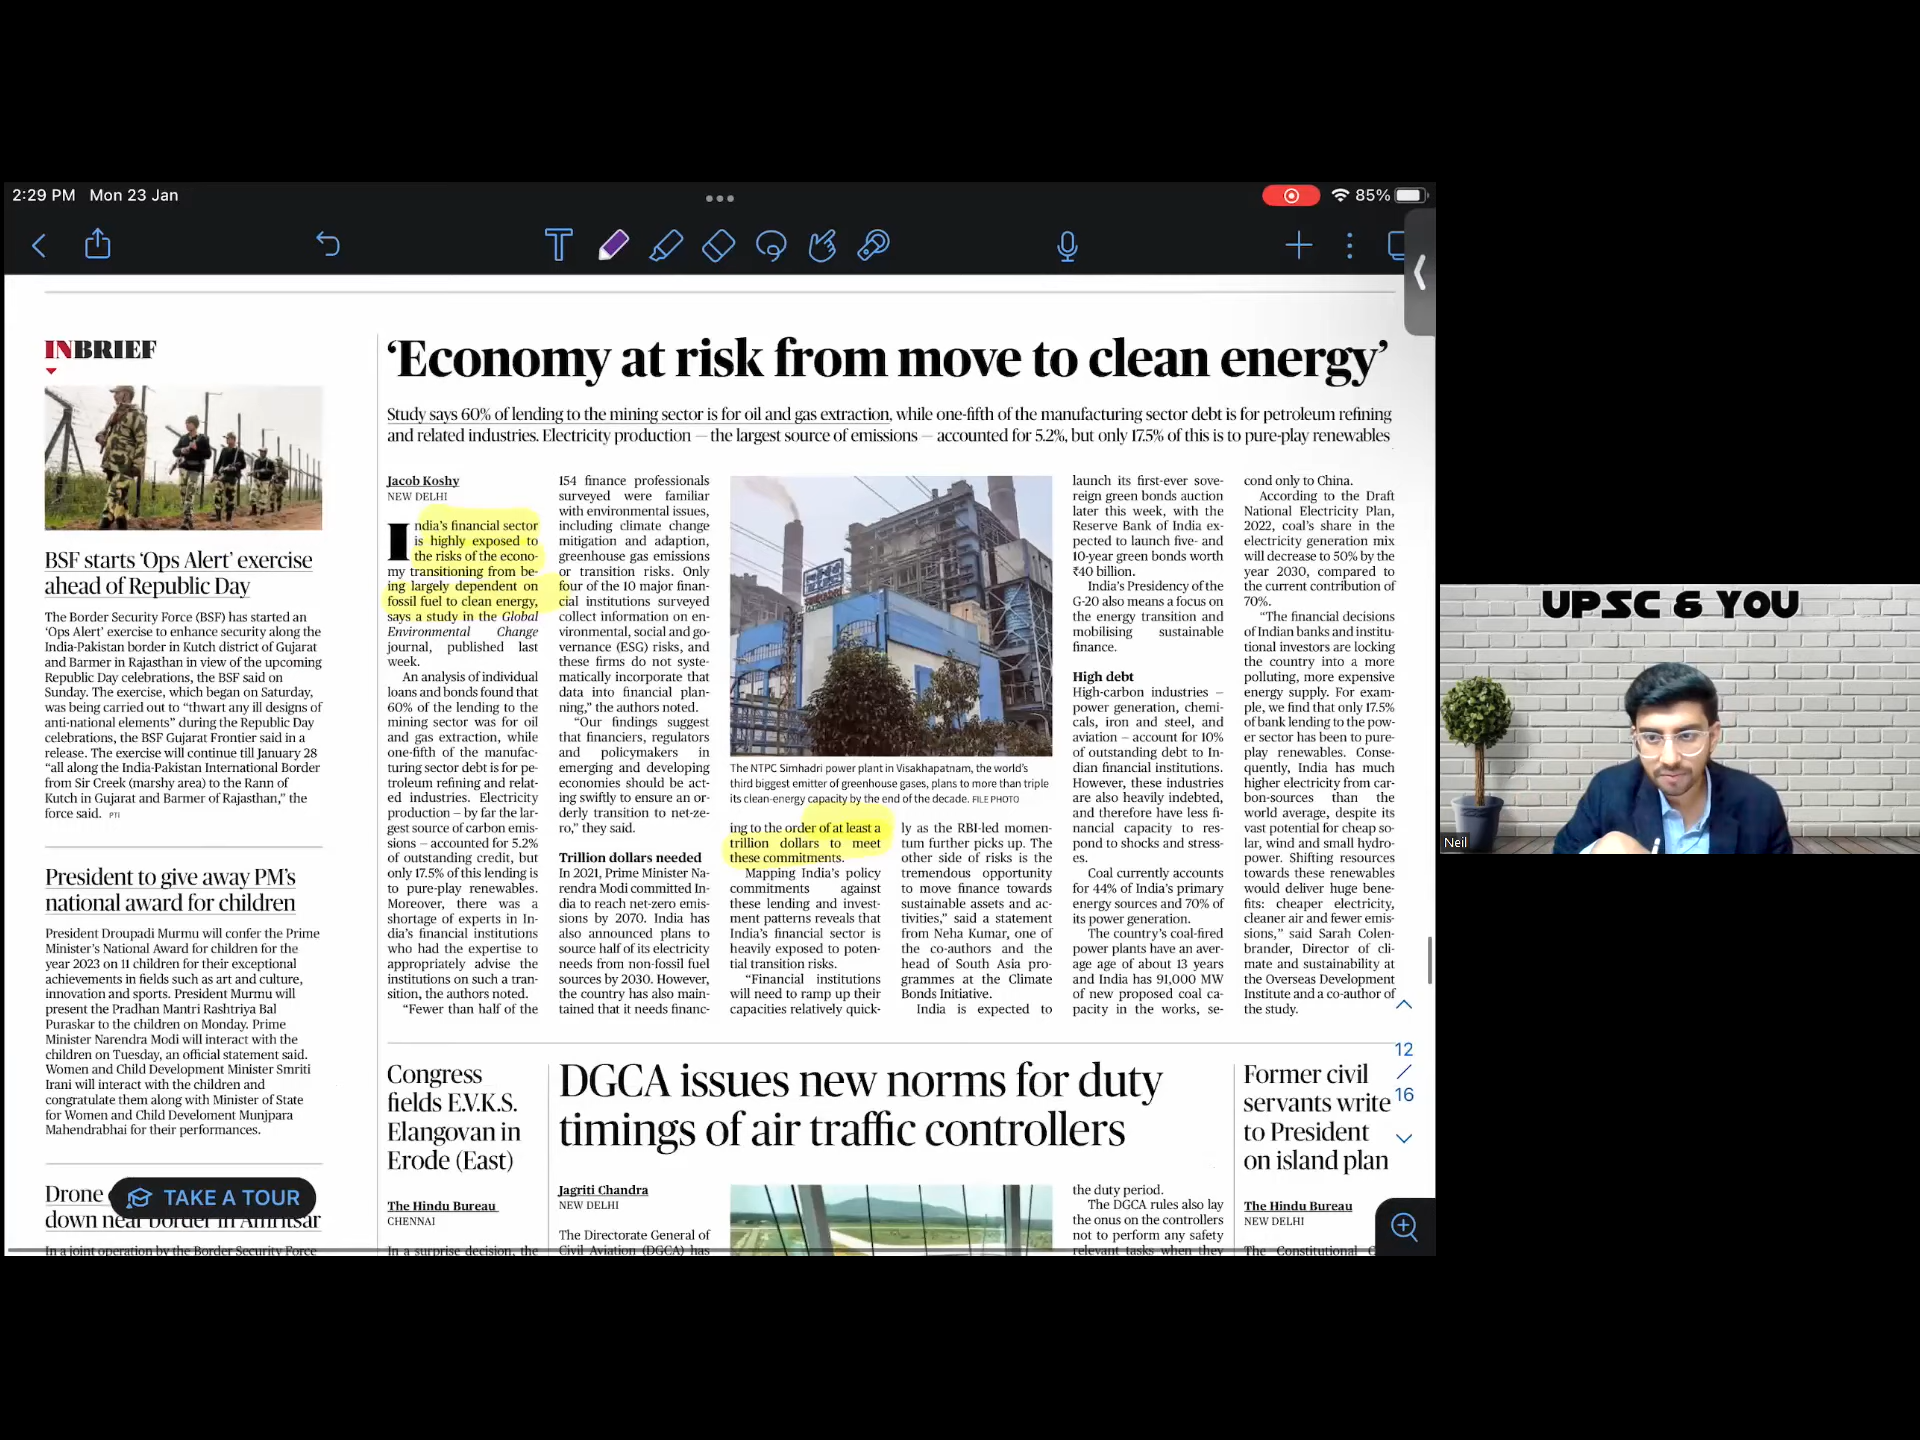 2:29 PM Mon 23 Jan
85%
INBRIEF
BSF starts ‘Ops Alert’ exercise
ahead of Republic Day
The Border Security Force (BSF) has started an
‘Ops Alert’ exercise to enhance security along the
India-Pakistan border in Kutch district of Gujarat
and Barmer in Rajasthan in view of the upcoming
Republic Day celebrations, the BSF said on
Sunday. The exercise, which began on Saturday,
was being carried out to “thwart any ill designs of
anti-national elements” during the Republic Day
celebrations, the BSF Gujarat Frontier said in a
release. The exercise will continue till January 28
“all along the India-Pakistan International Border
from Sir Creek (marshy area) to the Rann of
Kutch in Gujarat and Barmer of Rajasthan,” the
force said. PTI
President to give away PM’s
national award for children
President Droupadi Murmu will confer the Prime
Minister’s National Award for children for the
year 2023 on 11 children for their exceptional
achievements in fields such as art and culture,
innovation and sports. President Murmu will
present the Pradhan Mantri Rashtriya Bal
Puraskar to the children on Monday. Prime
Minister Narendra Modi will interact with the
children on Tuesday, an official statement said.
Women and Child Development Minister Smriti
Irani will interact with the children and
congratulate them along with Minister of State
for Women and Child Develoment Munjpara
Mahendrabhai for their performances.
Drone
down near border in Amritsar
In a joint operation by the Border Security Force
TAKE A TOUR
‘Economy at risk from move to clean energy’
Study says 60% of lending to the mining sector is for oil and gas extraction, while one-fifth of the manufacturing sector debt is for petroleum refining
and related industries. Electricity production — the largest source of emissions — accounted for 5.2%, but only 17.5% of this is to pure-play renewables
Jacob Koshy
NEW DELHI
India’s financial sector
is highly exposed to
the risks of the econo-
my transitioning from be-
ing largely dependent on
fossil fuel to clean energy,
says a study in the Global
Environmental Change
journal, published last
week.
An analysis of individual
loans and bonds found that
60% of the lending to the
mining sector was for oil
and gas extraction, while
one-fifth of the manufac-
turing sector debt is for pe-
troleum refining and relat-
ed industries. Electricity
production – by far the lar-
gest source of carbon emis-
sions – accounted for 5.2%
of outstanding credit, but
only 17.5% of this lending is
to pure-play renewables.
Moreover, there was a
shortage of experts in In-
dia’s financial institutions
who had the expertise to
appropriately advise the
institutions on such a tran-
sition, the authors noted.
“Fewer than half of the
154 finance professionals
surveyed were familiar
with environmental issues,
including climate change
mitigation and adaption,
greenhouse gas emissions
or transition risks. Only
four of the 10 major finan-
cial institutions surveyed
collect information on en-
vironmental, social and go-
vernance (ESG) risks, and
these firms do not syste-
matically incorporate that
data into financial plan-
ning,” the authors noted.
“Our findings suggest
that financiers, regulators
and policymakers in
emerging and developing
economies should be act-
ing swiftly to ensure an or-
derly transition to net-ze-
ro,” they said.
Trillion dollars needed
In 2021, Prime Minister Na-
rendra Modi committed In-
dia to reach net-zero emis-
sions by 2070. India has
also announced plans to
source half of its electricity
needs from non-fossil fuel
sources by 2030. However,
the country has also main-
tained that it needs financ-
The NTPC Simhadri power plant in Visakhapatnam, the world’s
third biggest emitter of greenhouse gases, plans to more than triple
its clean-energy capacity by the end of the decade. FILE PHOTO
ing to the order of at least a
trillion dollars to meet
these commitments.
Mapping India’s policy
commitments against
these lending and invest-
ment patterns reveals that
India’s financial sector is
heavily exposed to poten-
tial transition risks.
“Financial institutions
will need to ramp up their
capacities relatively quick-
ly as the RBI-led momen-
tum further picks up. The
other side of risks is the
tremendous opportunity
to move finance towards
sustainable assets and ac-
tivities,” said a statement
from Neha Kumar, one of
the co-authors and the
head of South Asia pro-
grammes at the Climate
Bonds Initiative.
India is expected to
launch its first-ever sove-
reign green bonds auction
later this week, with the
Reserve Bank of India ex-
pected to launch five- and
10-year green bonds worth
₹40 billion.
India’s Presidency of the
G-20 also means a focus on
the energy transition and
mobilising sustainable
finance.
High debt
High-carbon industries –
power generation, chemi-
cals, iron and steel, and
aviation – account for 10%
of outstanding debt to In-
dian financial institutions.
However, these industries
are also heavily indebted,
and therefore have less fi-
nancial capacity to res-
pond to shocks and stress-
es.
Coal currently accounts
for 44% of India’s primary
energy sources and 70% of
its power generation.
The country’s coal-fired
power plants have an aver-
age age of about 13 years
and India has 91,000 MW
of new proposed coal ca-
pacity in the works, se-
cond only to China.
According to the Draft
National Electricity Plan,
2022, coal’s share in the
electricity generation mix
will decrease to 50% by the
year 2030, compared to
the current contribution of
70%.
“The financial decisions
of Indian banks and institu-
tional investors are locking
the country into a more
polluting, more expensive
energy supply. For exam-
ple, we find that only 17.5%
of bank lending to the pow-
er sector has been to pure-
play renewables. Conse-
quently, India has much
higher electricity from car-
bon-sources than the
world average, despite its
vast potential for cheap so-
lar, wind and small hydro-
power. Shifting resources
towards these renewables
would deliver huge bene-
fits: cheaper electricity,
cleaner air and fewer emis-
sions,” said Sarah Colen-
brander, Director of cli-
mate and sustainability at
the Overseas Development
Institute and a co-author of
the study.
12
/
16
Congress
fields E.V.K.S.
Elangovan in
Erode (East)
The Hindu Bureau
CHENNAI
In a surprise decision, the
DGCA issues new norms for duty
timings of air traffic controllers
Jagriti Chandra
NEW DELHI
The Directorate General of
Civil Aviation (DGCA) has
the duty period.
The DGCA rules also lay
the onus on the controllers
not to perform any safety
relevant tasks when they
Former civil
servants write
to President
on island plan
The Hindu Bureau
NEW DELHI
The Constitutional
UPSC & YOU
Neil